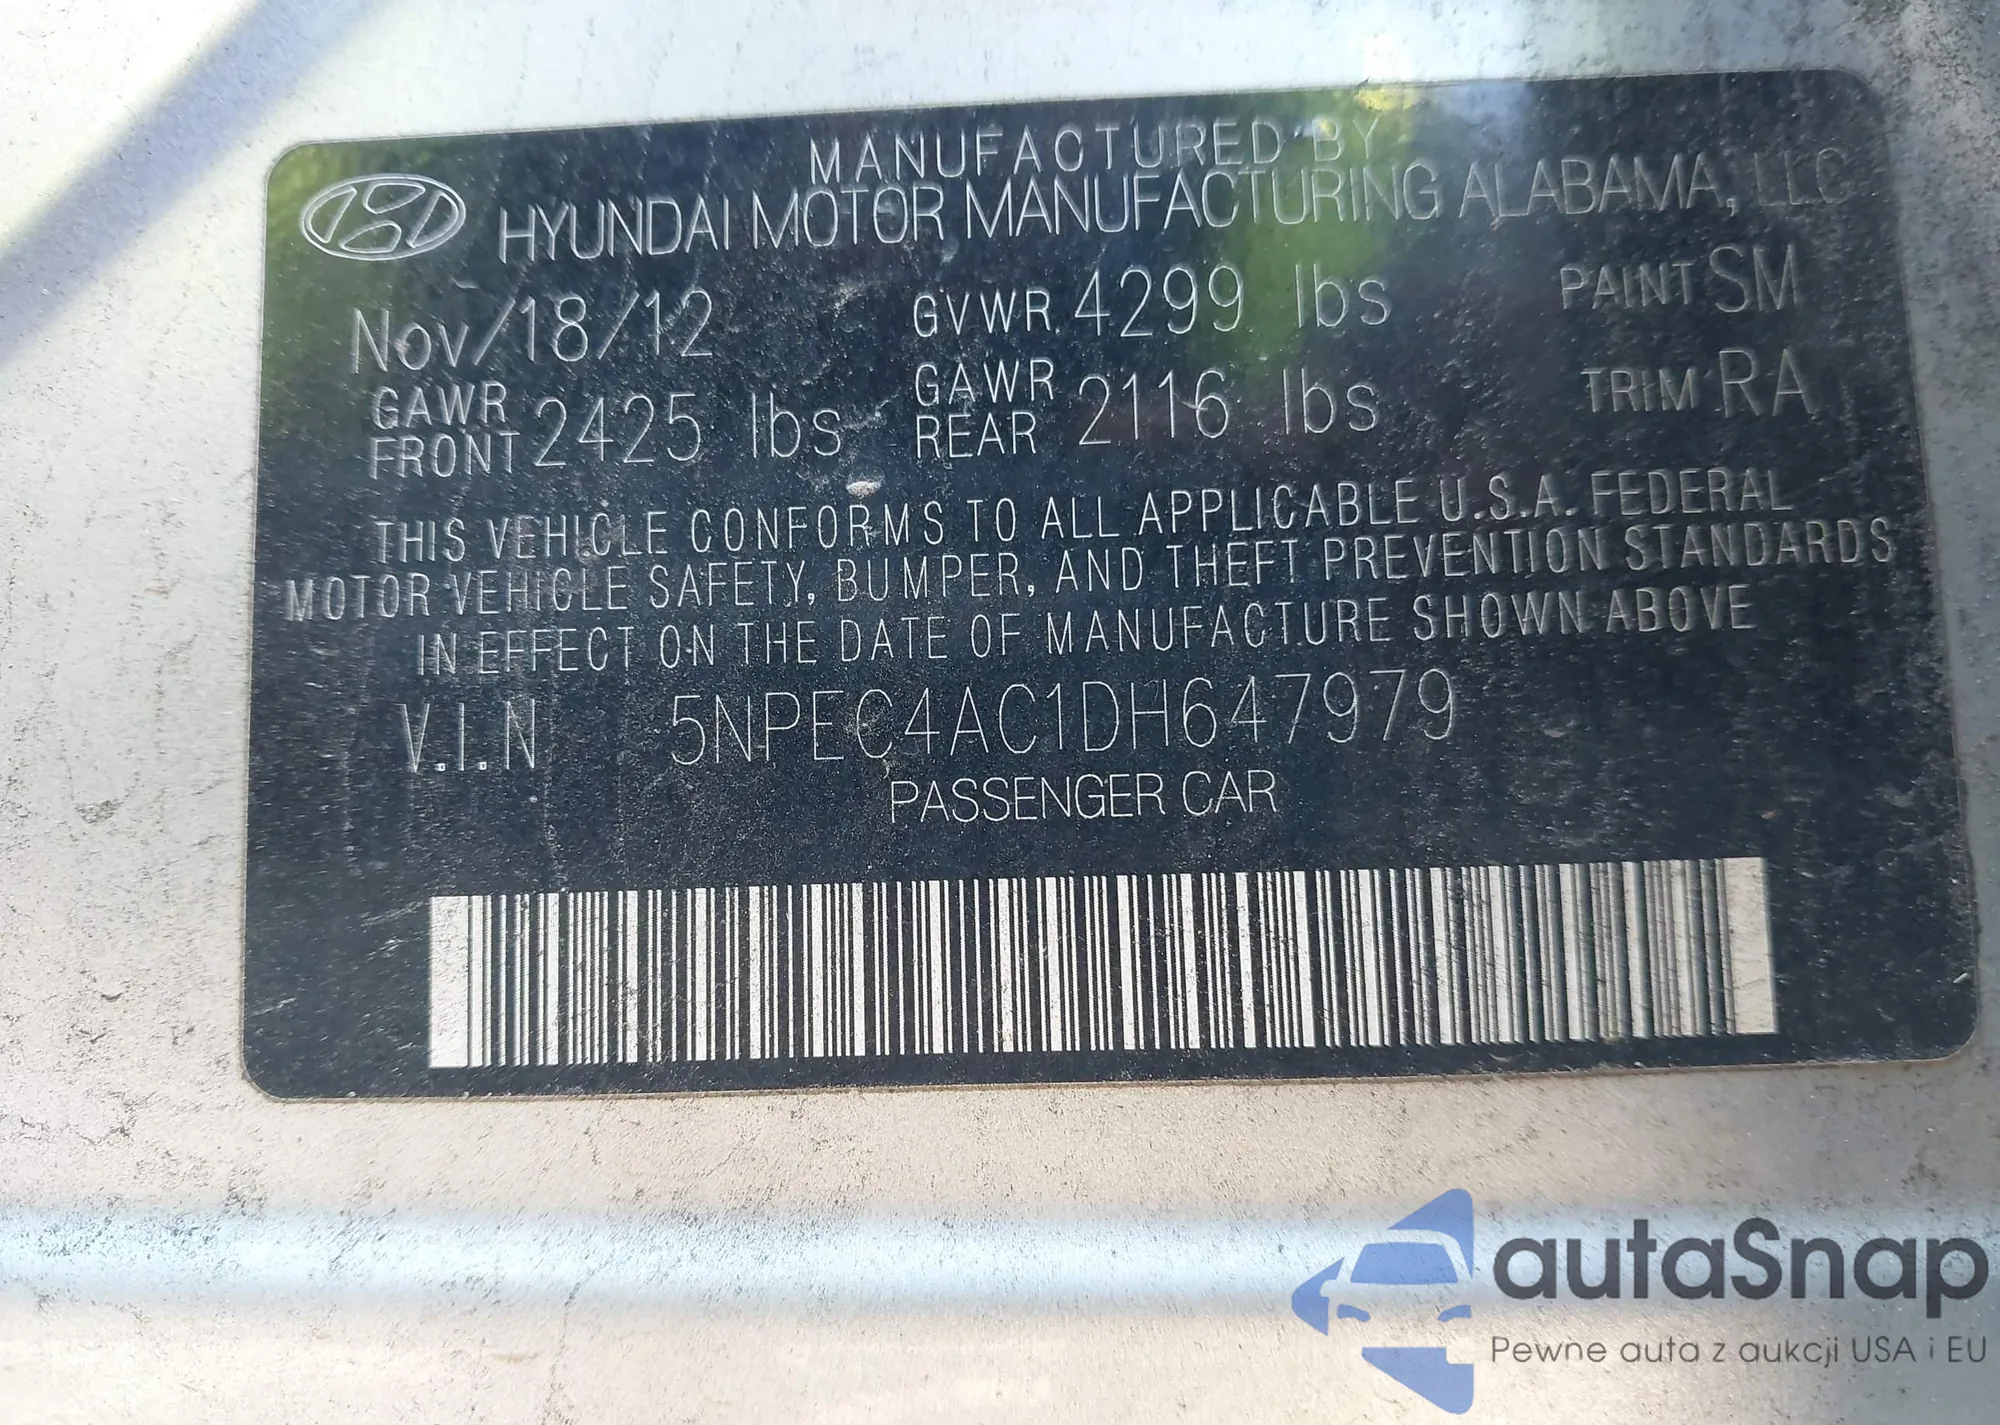 MANUFACTURED BY
HYUNDAI MOTOR MANUFACTURING ALABAMA, LLC
Nov/18/12 GVWR 4299 lbs PAINT SM
GAWR FRONT 2425 lbs GAWR REAR 2116 lbs TRIM RA
THIS VEHICLE CONFORMS TO ALL APPLICABLE U.S.A. FEDERAL
MOTOR VEHICLE SAFETY, BUMPER, AND THEFT PREVENTION STANDARDS
IN EFFECT ON THE DATE OF MANUFACTURE SHOWN ABOVE
V.I.N 5NPEC4AC1DH647979
PASSENGER CAR
autaSnap
Pewne auta z aukcji USA i EU